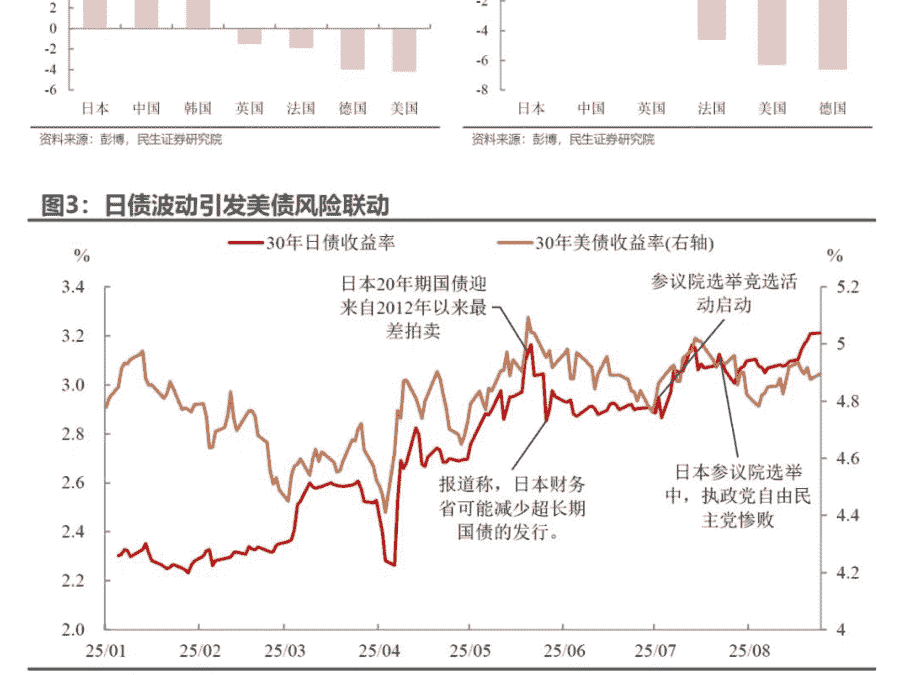 2
0
-2
-4
-6
日本 中国 韩国 英国 法国 德国 美国
资料来源：彭博，民生证券研究院
-2
-4
-6
-8
日本 中国 英国 法国 美国 德国
资料来源：彭博，民生证券研究院
图3：日债波动引发美债风险联动
30年日债收益率 30年美债收益率(右轴)
% %
3.4
3.2
3.0
2.8
2.6
2.4
2.2
2.0
日本20年期国债迎
来自2012年以来最
差拍卖
参议院选举竞选活
动启动
报道称，日本财务
省可能减少超长期
国债的发行。
日本参议院选举
中，执政党自由民
主党惨败
5.2
5
4.8
4.6
4.4
4.2
4
25/01 25/02 25/03 25/04 25/05 25/06 25/07 25/08